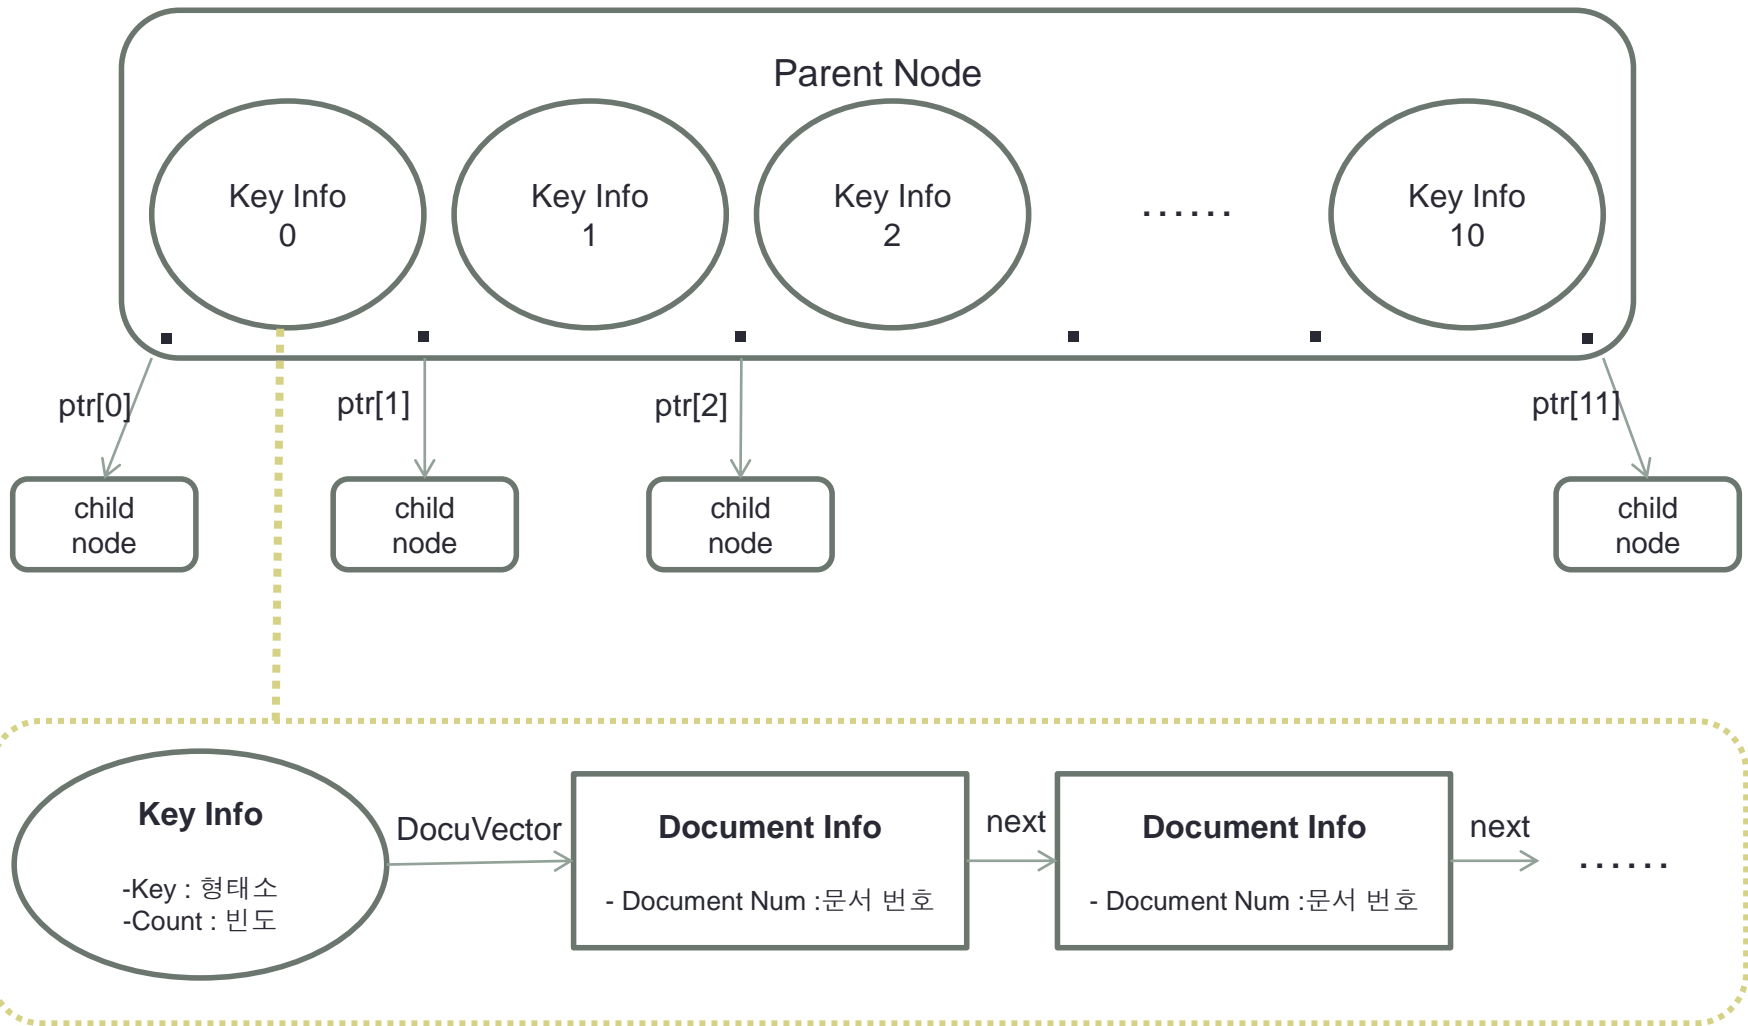 Parent Node
Key Info
0
Key Info
1
Key Info
2
......
Key Info
10
ptr[0]
ptr[1]
ptr[2]
ptr[11]
child
node
child
node
child
node
child
node
Key Info
-Key : 형태소
-Count : 빈도
DocuVector
Document Info
- Document Num :문서 번호
next
Document Info
- Document Num :문서 번호
next
......